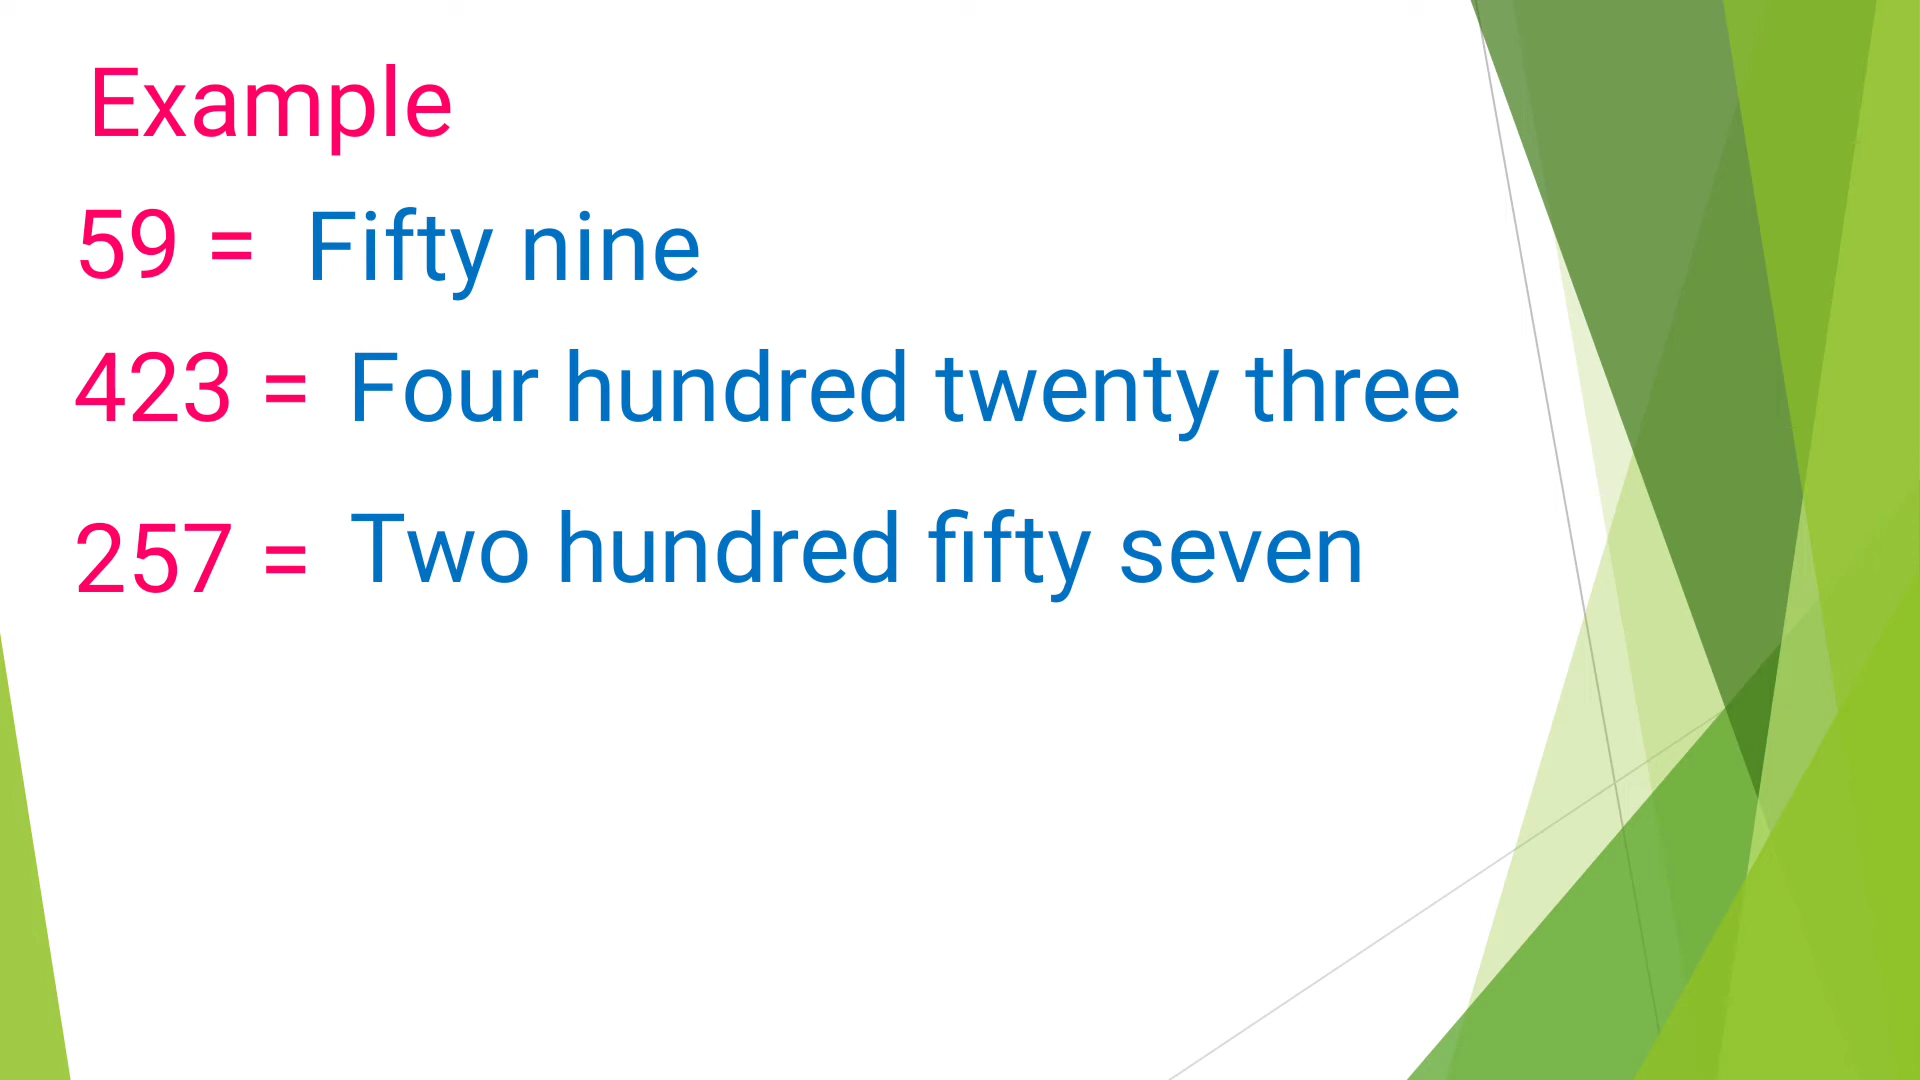 Example
59 = Fifty nine
423 = Four hundred twenty three
257 = Two hundred fifty seven